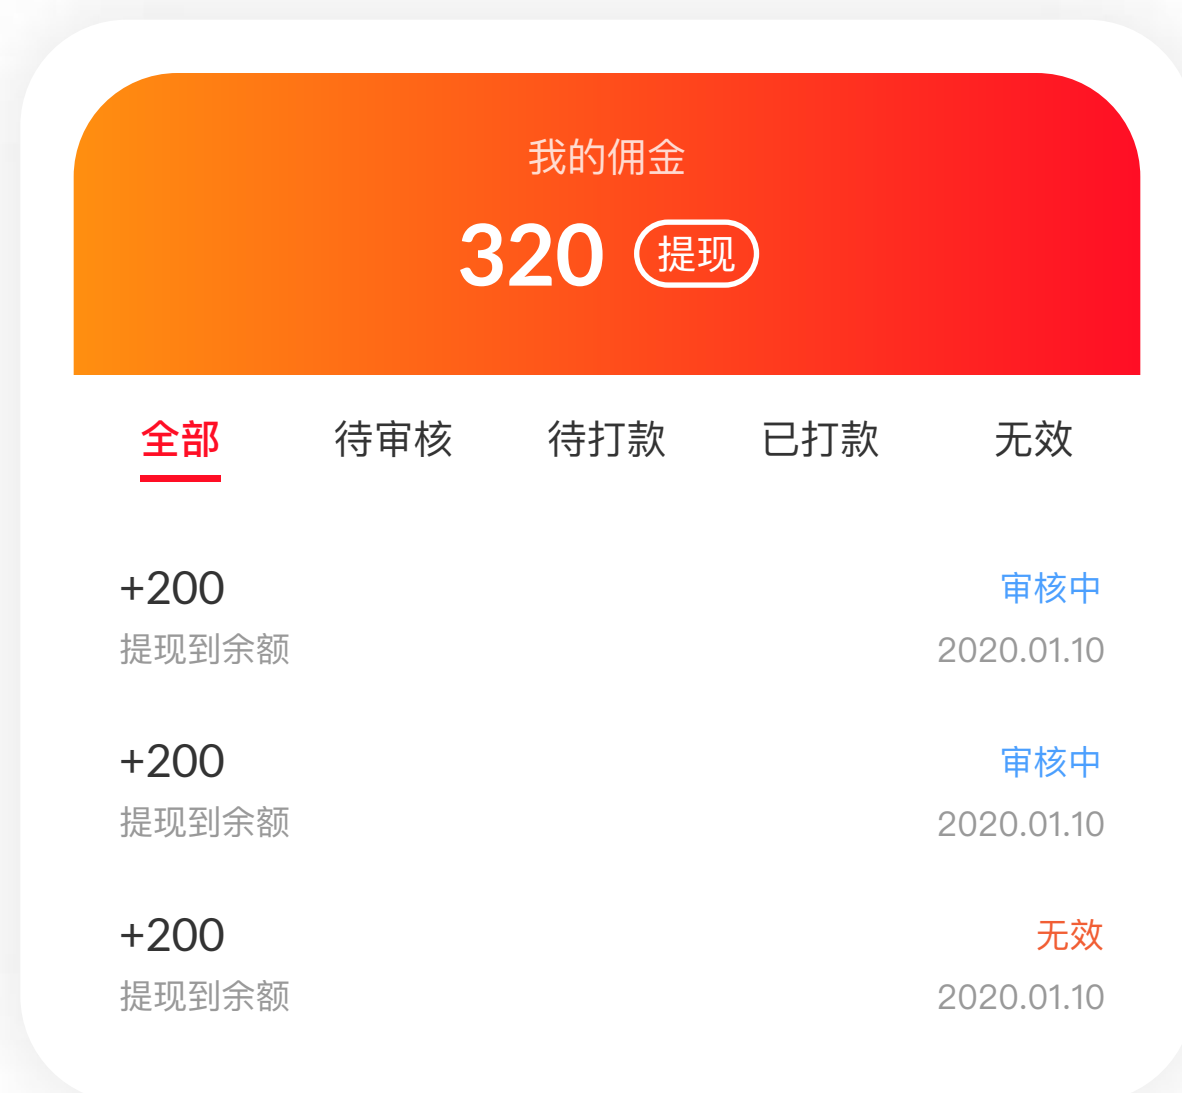 我的佣金
320 提现
全部 待审核 待打款 已打款 无效
+200 审核中
提现到余额 2020.01.10
+200 审核中
提现到余额 2020.01.10
+200 无效
提现到余额 2020.01.10